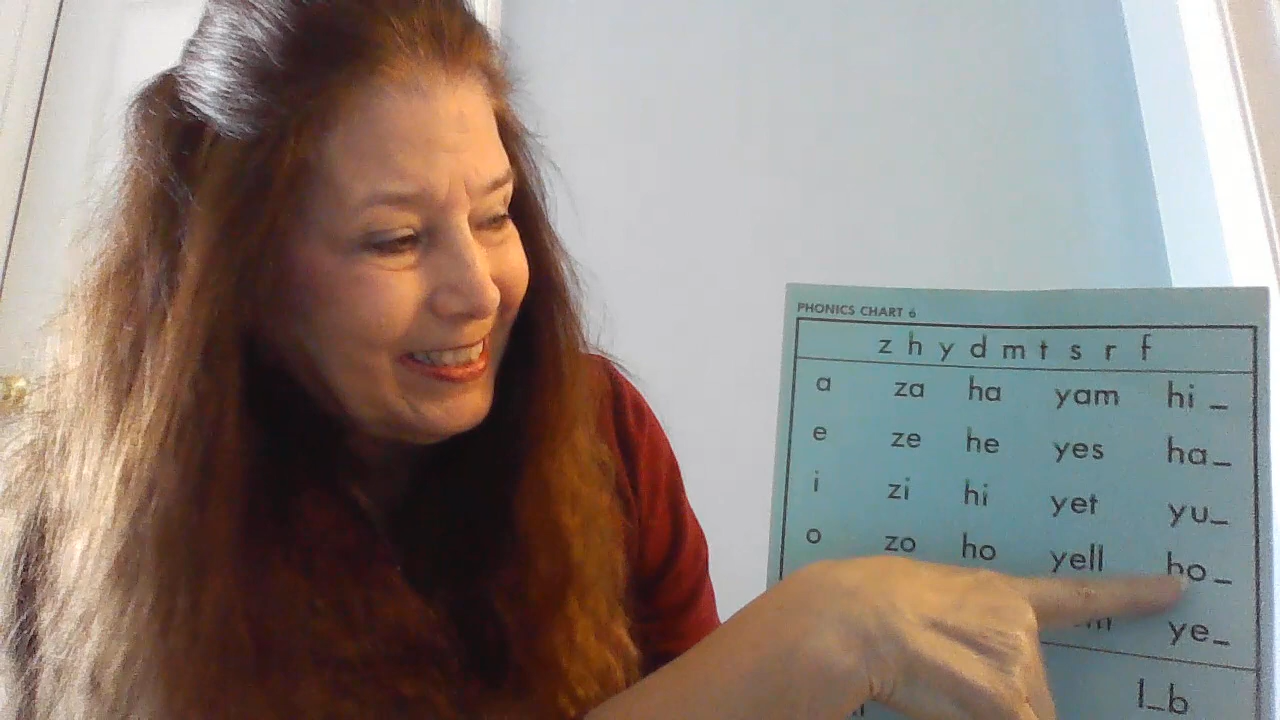 PHONICS CHART 6
z h y d m t s r f
a za ha yam hi _
e ze he yes ha_
i zi hi yet yu_
o zo ho yell ho_
ye_
l_b